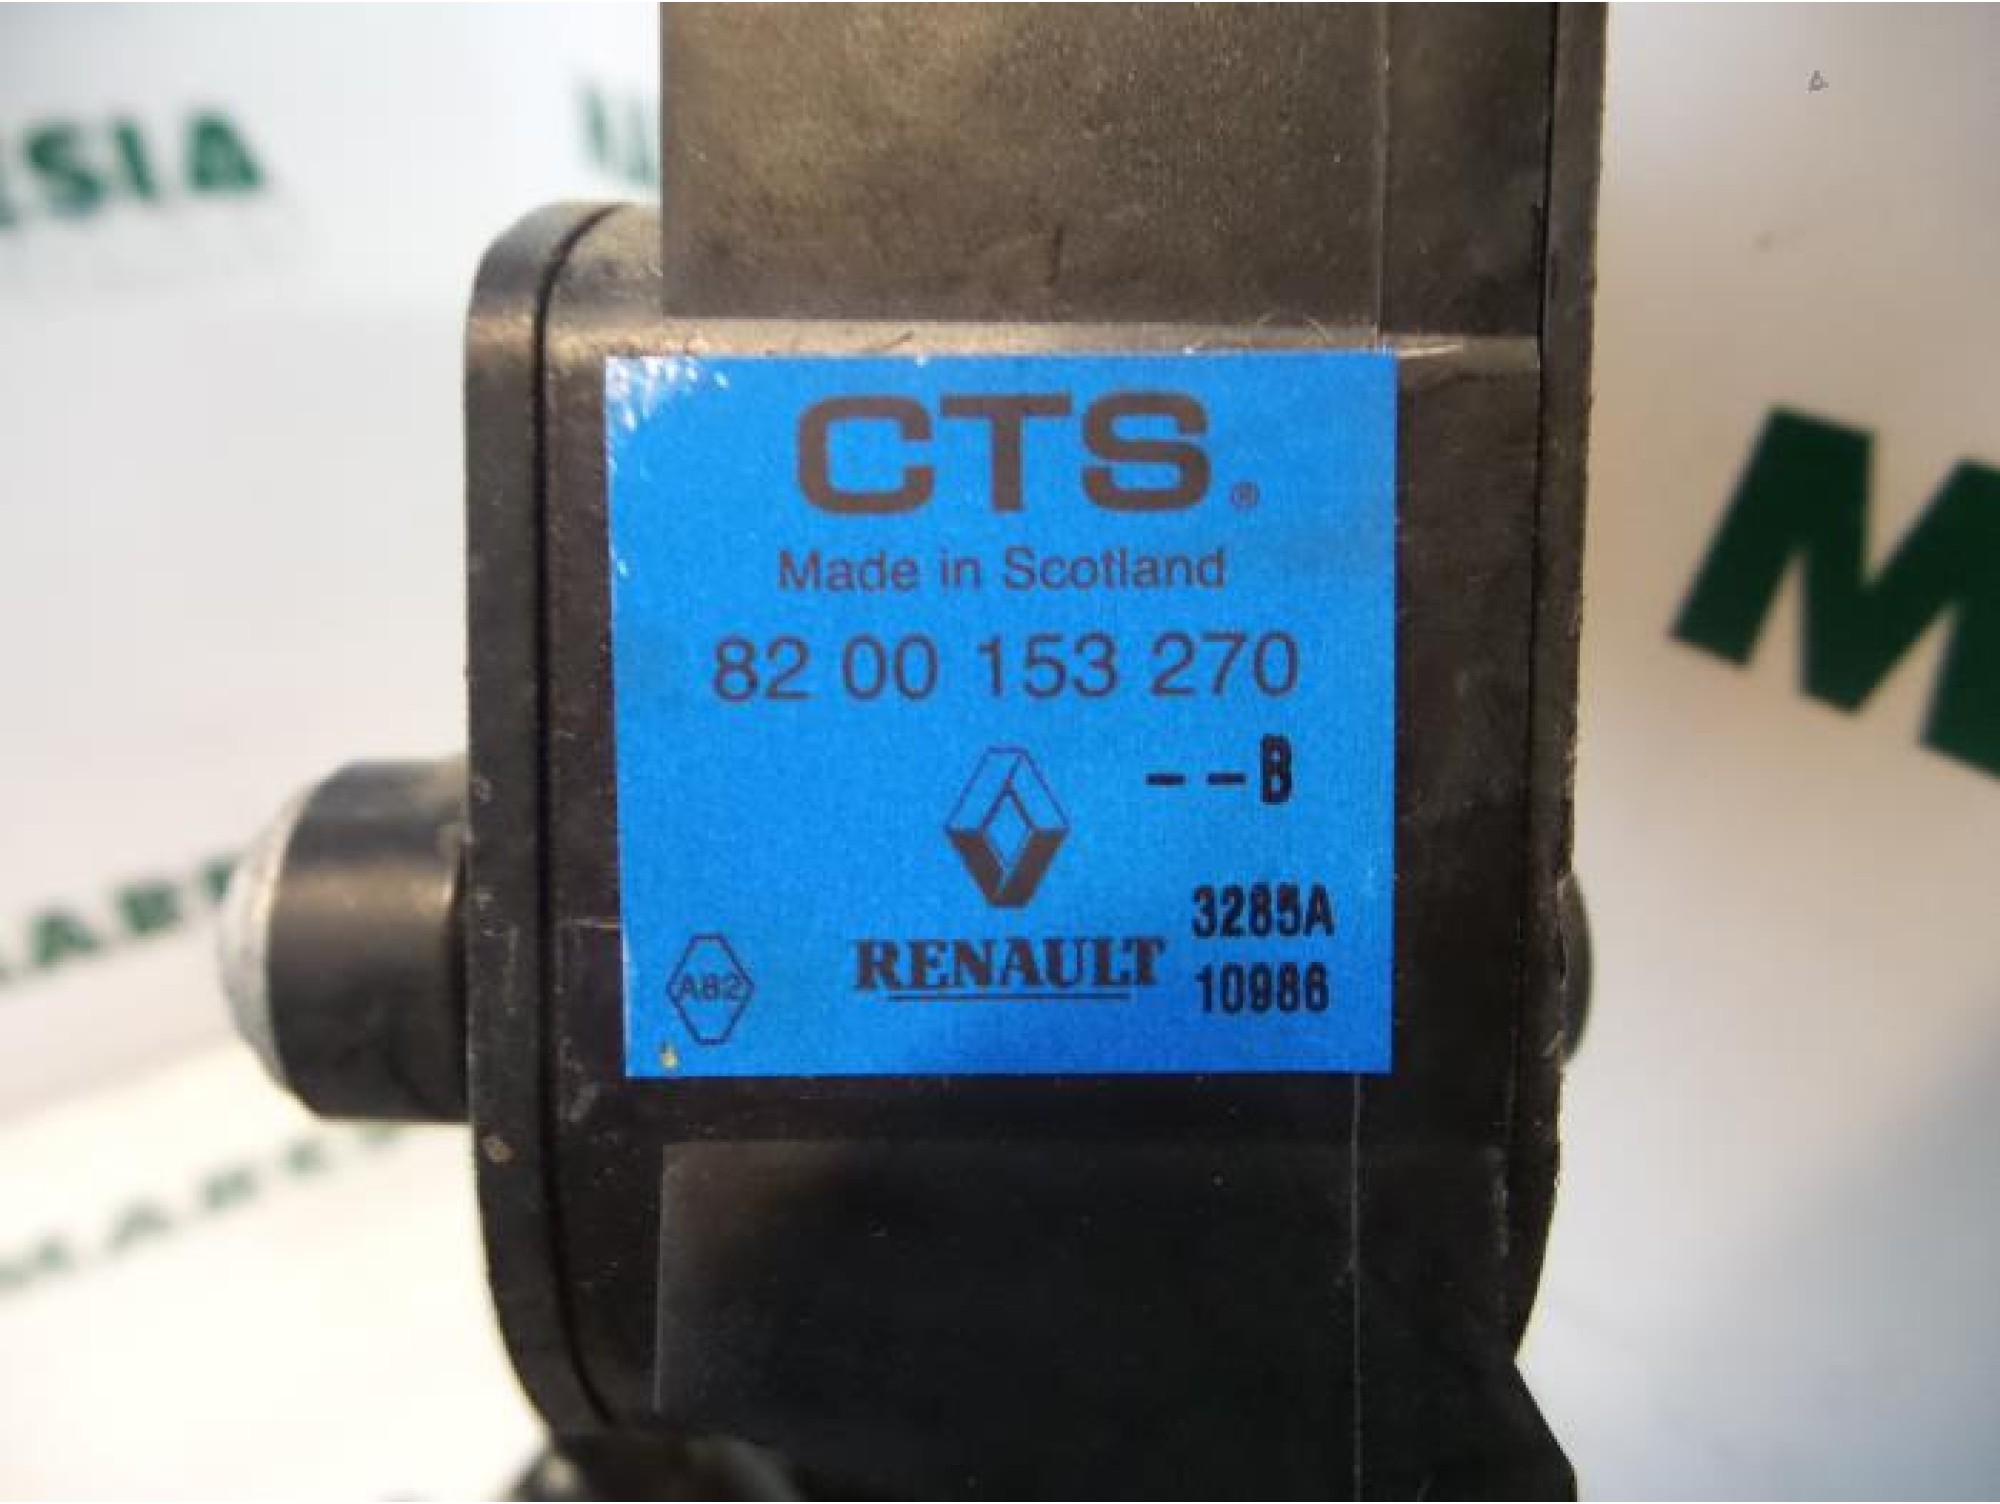 CTS®
Made in Scotland
82 00 153 270
--B
3285A
RENAULT
A82
10986